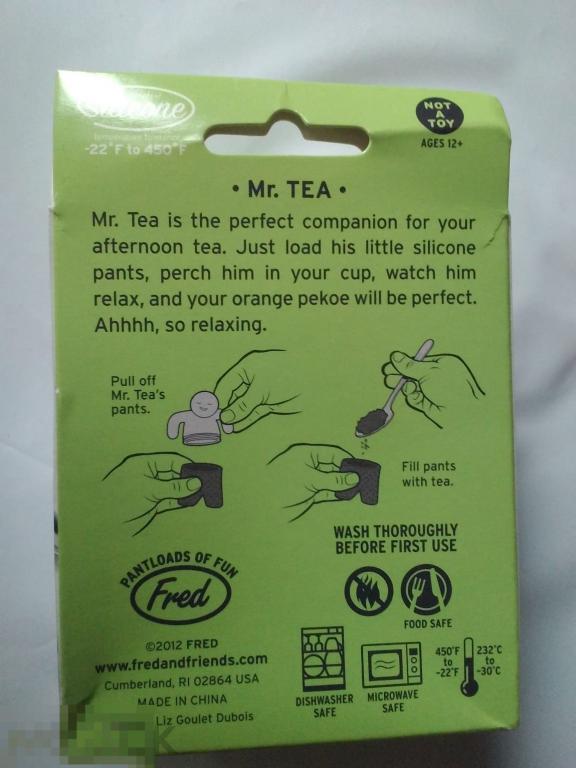 Silicone
temperature tolerance
-22°F to 450°F
NOT
A
TOY
AGES 12+
• Mr. TEA •
Mr. Tea is the perfect companion for your
afternoon tea. Just load his little silicone
pants, perch him in your cup, watch him
relax, and your orange pekoe will be perfect.
Ahhhh, so relaxing.
Pull off
Mr. Tea's
pants.
Fill pants
with tea.
WASH THOROUGHLY
BEFORE FIRST USE
FOOD SAFE
PANTLOADS OF FUN
Fred
©2012 FRED
www.fredandfriends.com
Cumberland, RI 02864 USA
MADE IN CHINA
Liz Goulet Dubois
DISHWASHER
SAFE
MICROWAVE
SAFE
450°F
to
-22°F
232°C
to
-30°C